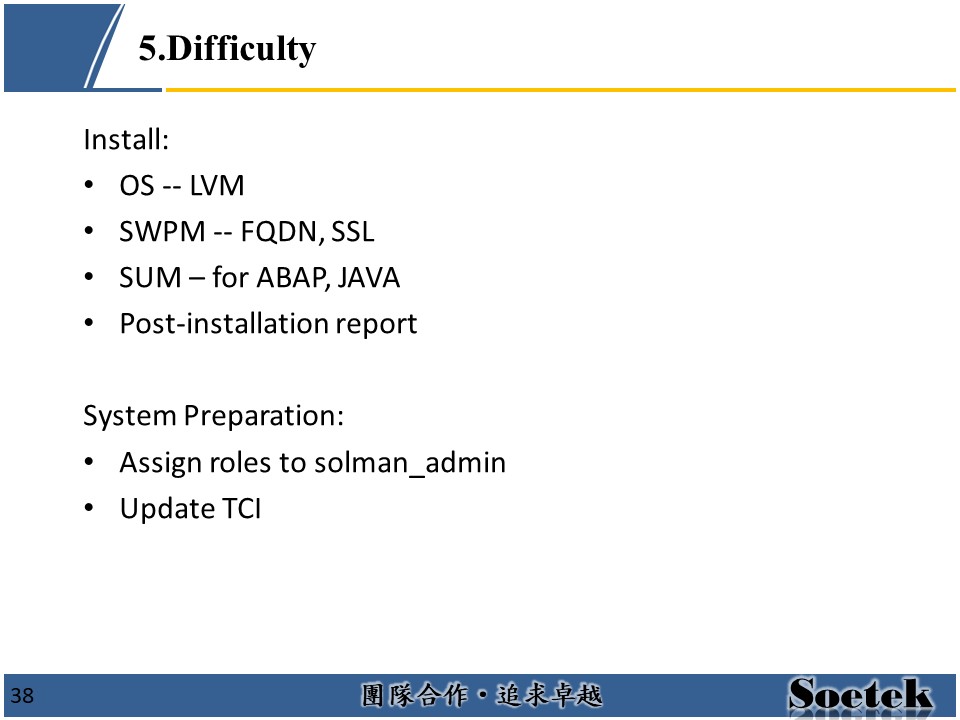 5.Difficulty
Install:
• OS -- LVM
• SWPM -- FQDN, SSL
• SUM – for ABAP, JAVA
• Post-installation report
System Preparation:
• Assign roles to solman_admin
• Update TCI
38
團隊合作・追求卓越
Soetek